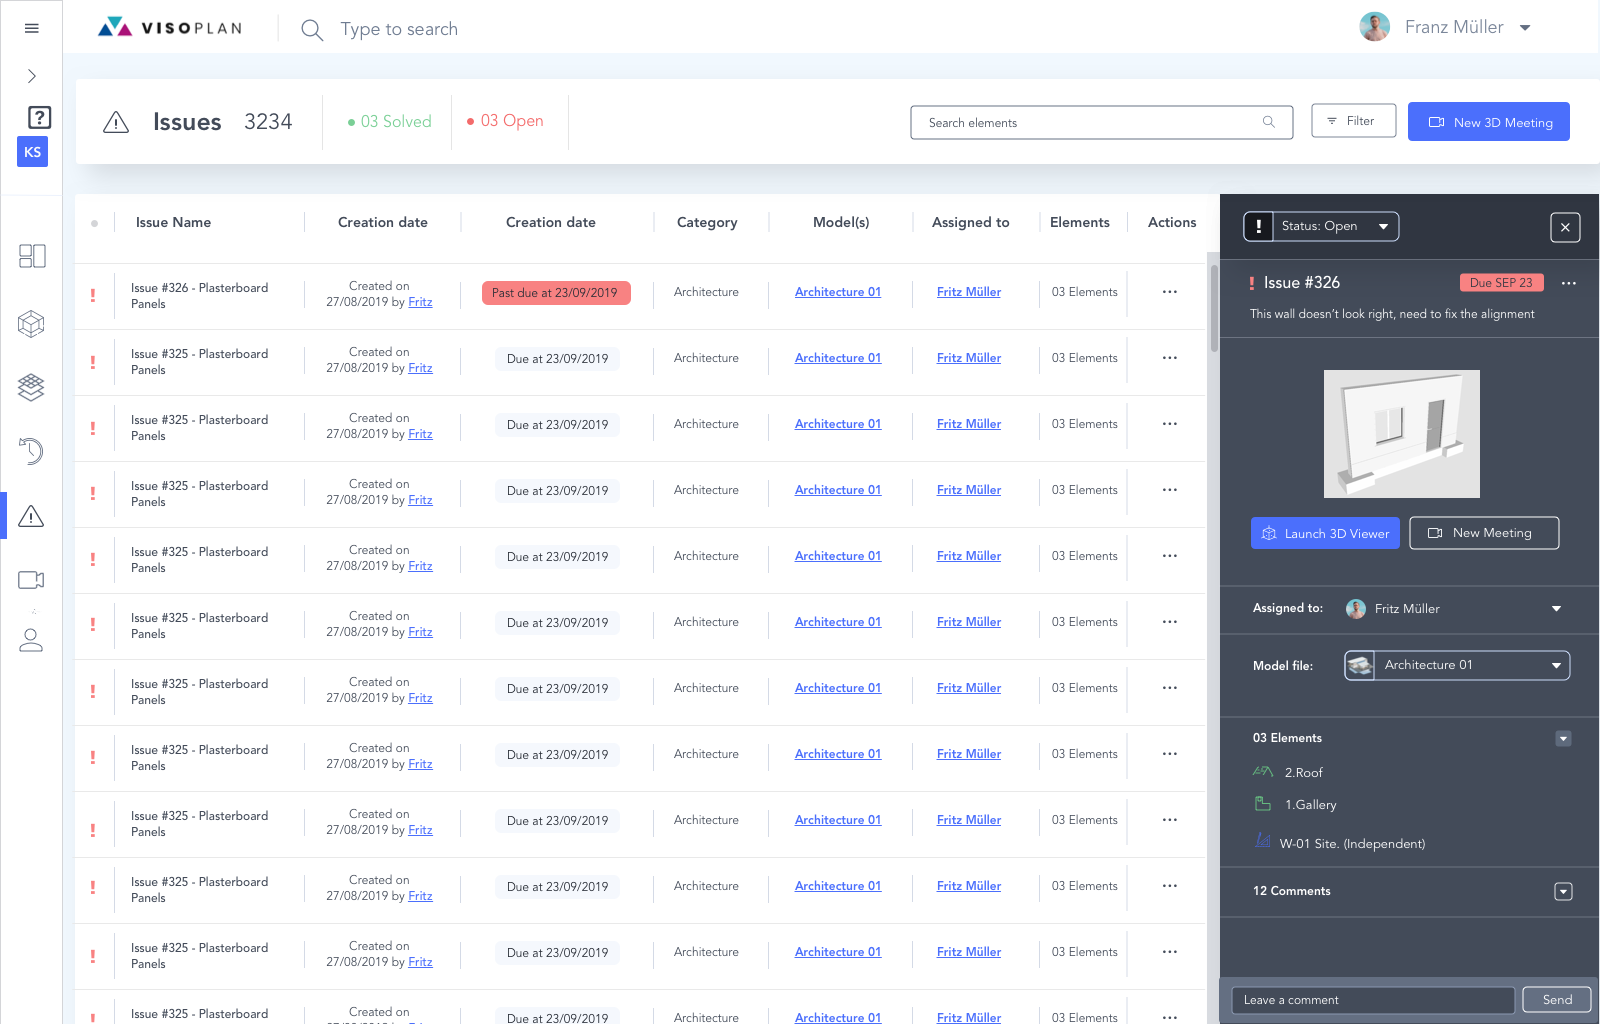 VISOPLAN
Type to search
Franz Müller
?
KS
Issues 3234
03 Solved
03 Open
Search elements
Filter
New 3D Meeting
Issue Name Creation date Creation date Category Model(s) Assigned to Elements Actions
! Issue #326 - Plasterboard Created on Past due at 23/09/2019 Architecture Architecture 01 Fritz Müller 03 Elements ...
Panels 27/08/2019 by Fritz
! Issue #325 - Plasterboard Created on Due at 23/09/2019 Architecture Architecture 01 Fritz Müller 03 Elements ...
Panels 27/08/2019 by Fritz
! Issue #325 - Plasterboard Created on Due at 23/09/2019 Architecture Architecture 01 Fritz Müller 03 Elements ...
Panels 27/08/2019 by Fritz
! Issue #325 - Plasterboard Created on Due at 23/09/2019 Architecture Architecture 01 Fritz Müller 03 Elements ...
Panels 27/08/2019 by Fritz
! Issue #325 - Plasterboard Created on Due at 23/09/2019 Architecture Architecture 01 Fritz Müller 03 Elements ...
Panels 27/08/2019 by Fritz
! Issue #325 - Plasterboard Created on Due at 23/09/2019 Architecture Architecture 01 Fritz Müller 03 Elements ...
Panels 27/08/2019 by Fritz
! Issue #325 - Plasterboard Created on Due at 23/09/2019 Architecture Architecture 01 Fritz Müller 03 Elements ...
Panels 27/08/2019 by Fritz
! Issue #325 - Plasterboard Created on Due at 23/09/2019 Architecture Architecture 01 Fritz Müller 03 Elements ...
Panels 27/08/2019 by Fritz
! Issue #325 - Plasterboard Created on Due at 23/09/2019 Architecture Architecture 01 Fritz Müller 03 Elements ...
Panels 27/08/2019 by Fritz
! Issue #325 - Plasterboard Created on Due at 23/09/2019 Architecture Architecture 01 Fritz Müller 03 Elements ...
Panels 27/08/2019 by Fritz
! Issue #325 - Plasterboard Created on Due at 23/09/2019 Architecture Architecture 01 Fritz Müller 03 Elements ...
Panels 27/08/2019 by Fritz
! Issue #325 - Plasterboard Created on Due at 23/09/2019 Architecture Architecture 01 Fritz Müller 03 Elements ...
! Status: Open
! Issue #326 Due SEP 23 ...
This wall doesn't look right, need to fix the alignment
Launch 3D Viewer
New Meeting
Assigned to: Fritz Müller
Model file: Architecture 01
03 Elements
2.Roof
1.Gallery
W-01 Site. (Independent)
12 Comments
Leave a comment
Send